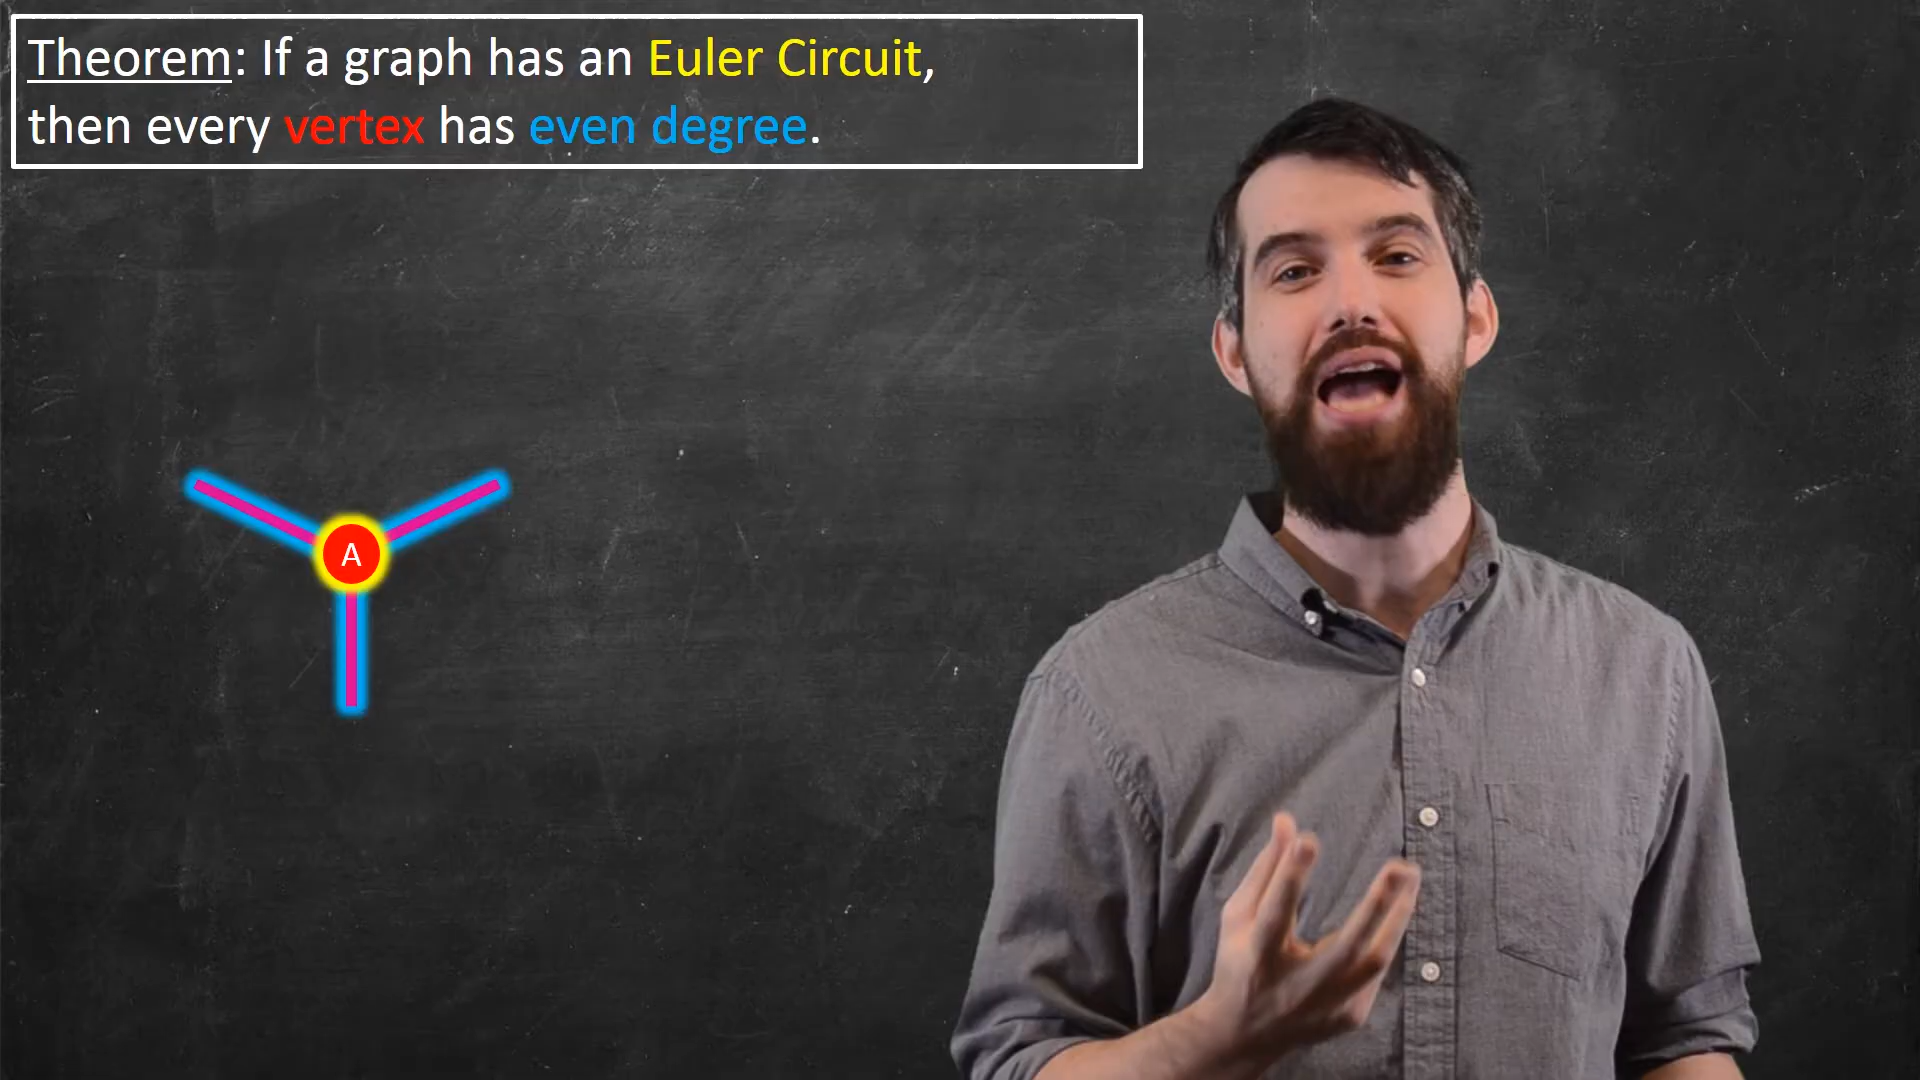 Theorem: If a graph has an Euler Circuit,
then every vertex has even degree.
A